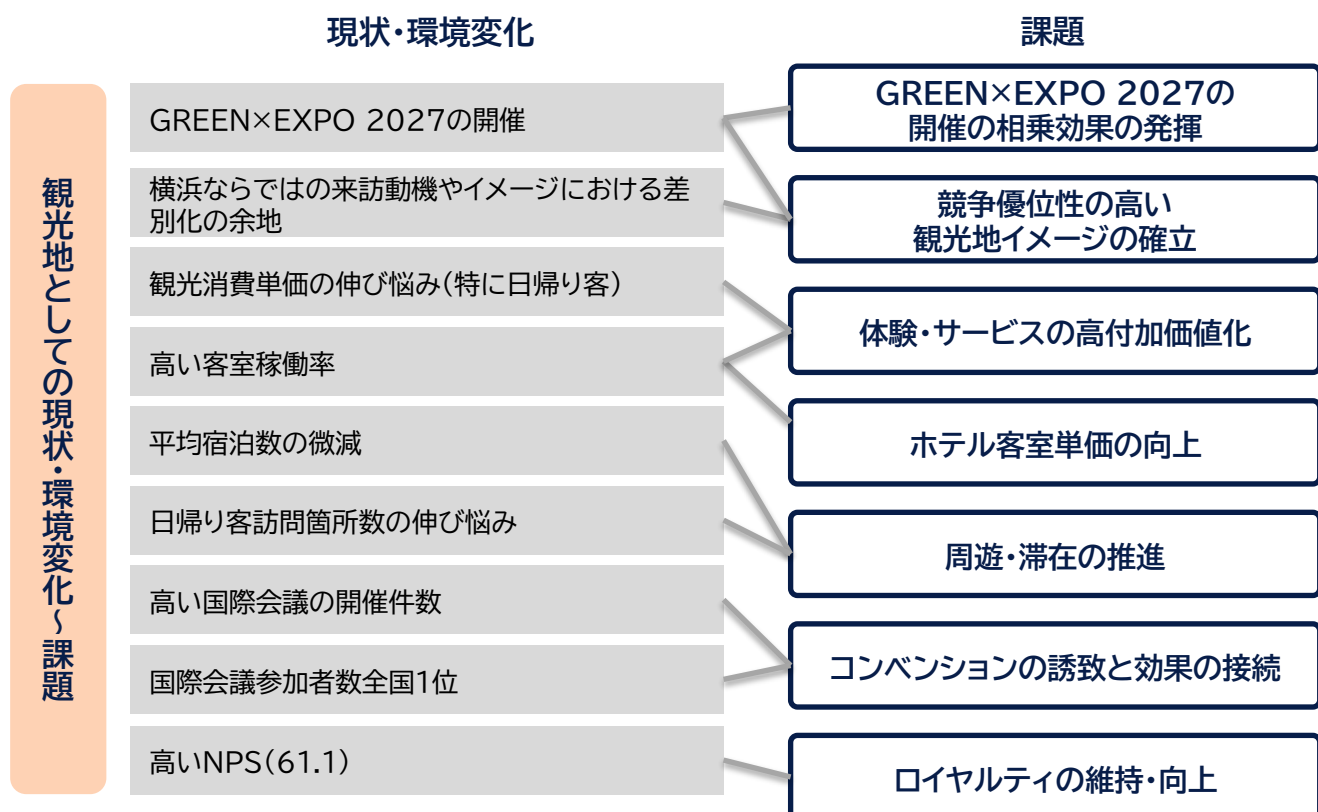 現状・環境変化
課題
観光地としての現状・環境変化～課題
GREEN×EXPO 2027の開催
横浜ならではの来訪動機やイメージにおける差
別化の余地
観光消費単価の伸び悩み(特に日帰り客)
高い客室稼働率
平均宿泊数の微減
日帰り客訪問箇所数の伸び悩み
高い国際会議の開催件数
国際会議参加者数全国1位
高いNPS(61.1)
GREEN×EXPO 2027の
開催の相乗効果の発揮
競争優位性の高い
観光地イメージの確立
体験・サービスの高付加価値化
ホテル客室単価の向上
周遊・滞在の推進
コンベンションの誘致と効果の接続
ロイヤルティの維持・向上